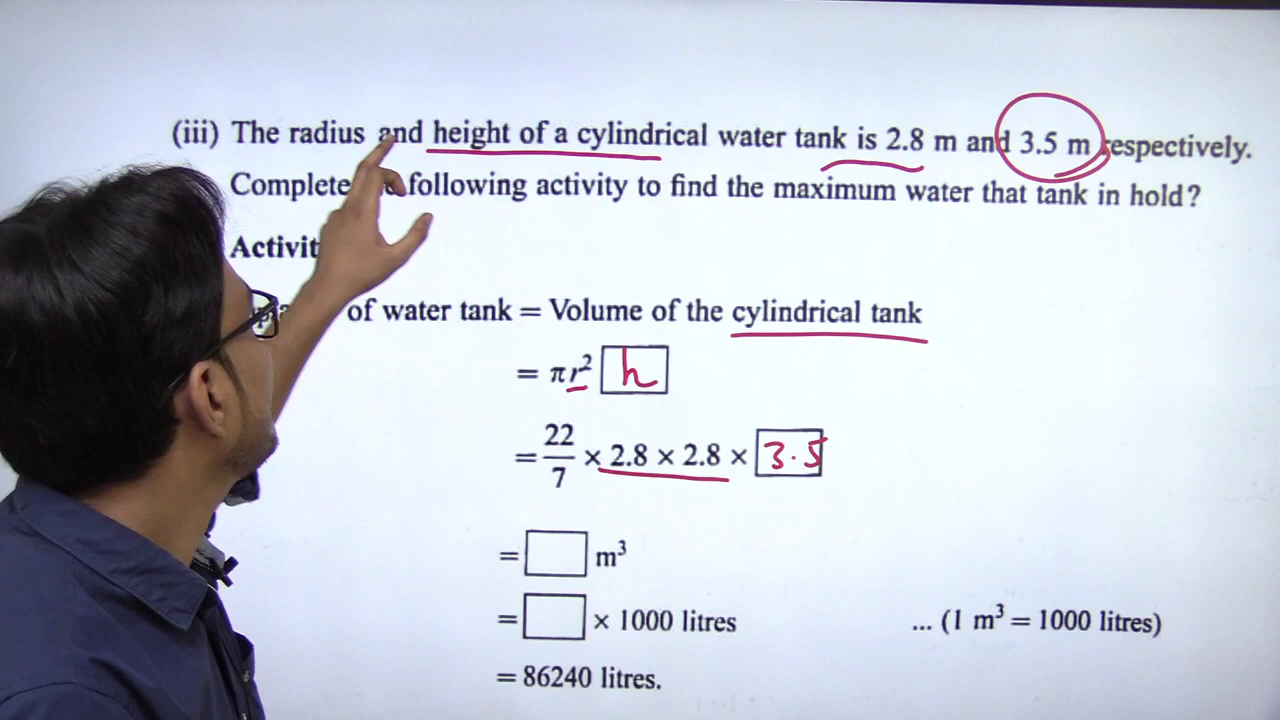 (iii) The radius and height of a cylindrical water tank is 2.8 m and 3.5 m respectively.
Complete following activity to find the maximum water that tank in hold?
Activit
of water tank = Volume of the cylindrical tank
= πr² h
= 22/7 × 2.8 × 2.8 × 3.5
= m³
= × 1000 litres ... (1 m³ = 1000 litres)
= 86240 litres.